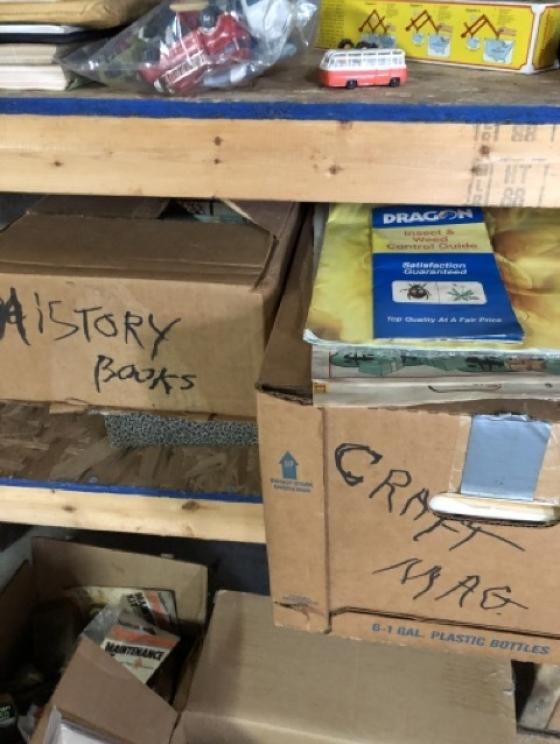 DRAGON
Insect &
Weed
Control Guide
Satisfaction
Guaranteed
Top Quality At A Fair Price
HISTORY
BOOKS
UP
CRAFT
MAG
6-1 GAL. PLASTIC BOTTLES
MAINTENANCE